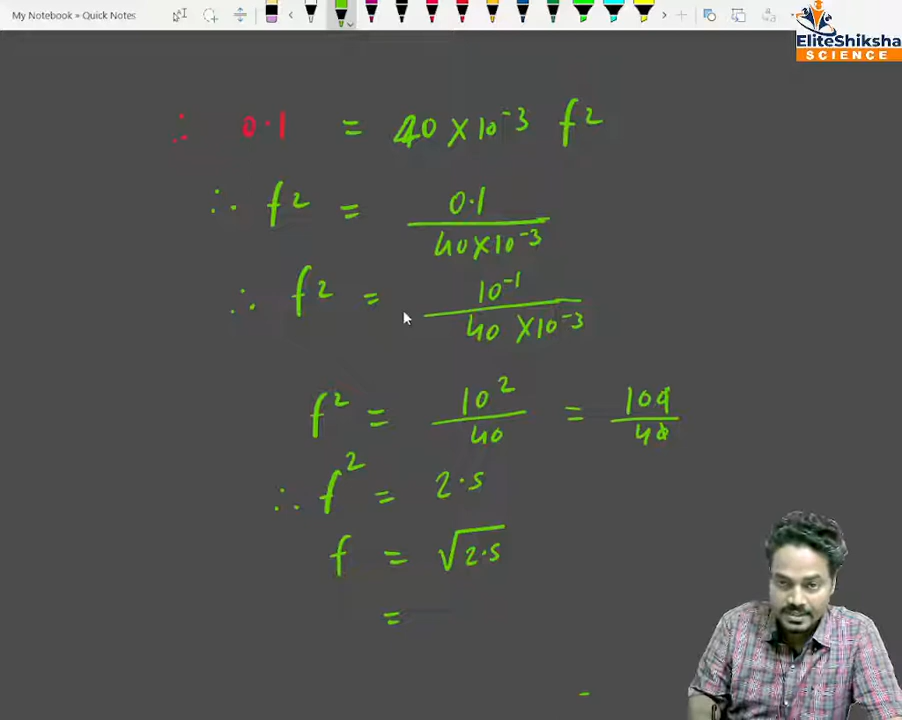 My Notebook » Quick Notes
EliteShiksha
SCIENCE
∴ 0.1 = 40 × 10⁻³ f²
∴ f² = 0.1 / 40×10⁻³
∴ f² = 10⁻¹ / 40 × 10⁻³
f² = 10² / 40 = 100 / 40
∴ f² = 2.5
f = √2.5
=